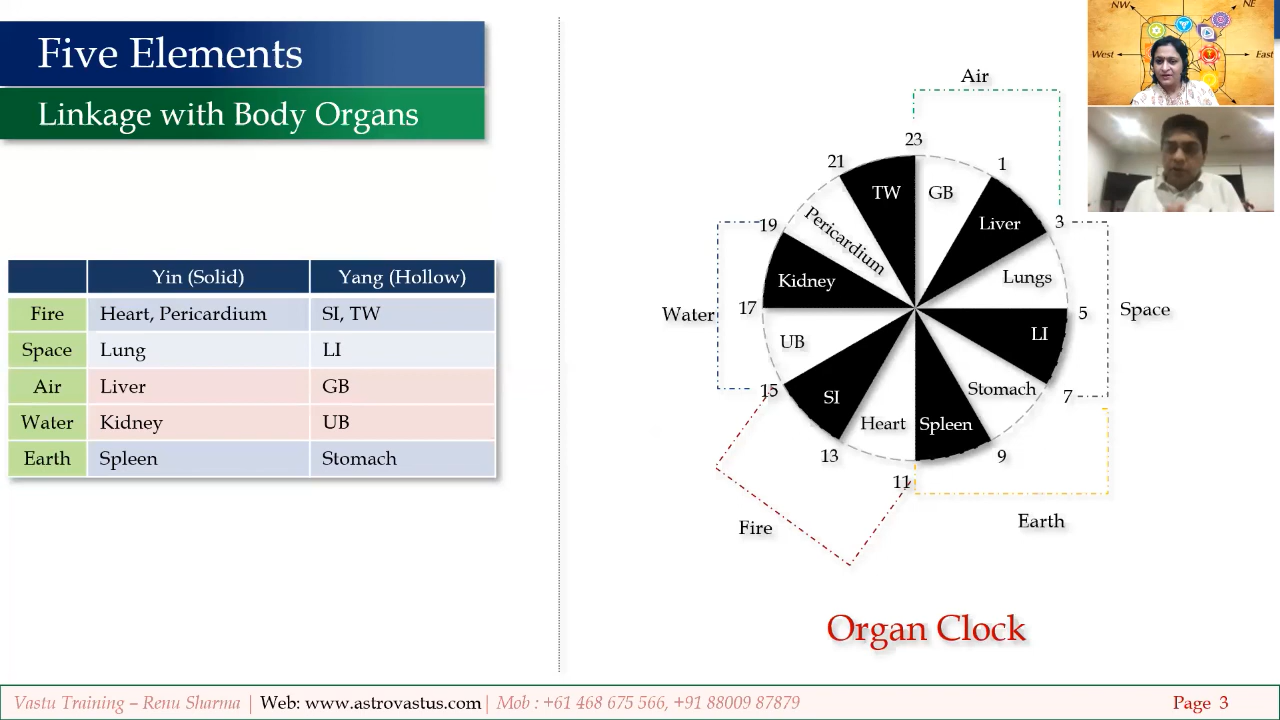 Five Elements
Linkage with Body Organs
Yin (Solid) Yang (Hollow)
Fire Heart, Pericardium SI, TW
Space Lung LI
Air Liver GB
Water Kidney UB
Earth Spleen Stomach
NW NE
West East
Air
23
21 1
TW GB
19 Pericardium Liver 3
Kidney Lungs
Water 17 5 Space
UB LI
15 SI Stomach 7
Heart Spleen
13 9
11
Fire Earth
Organ Clock
Vastu Training – Renu Sharma | Web: www.astrovastus.com | Mob : +61 468 675 566, +91 88009 87879 Page 3